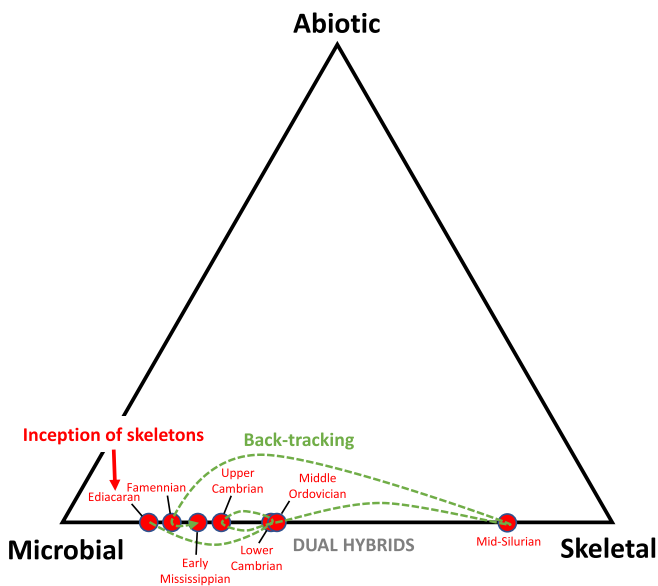 Abiotic
Inception of skeletons
Back-tracking
Ediacaran
Famennian
Upper
Cambrian
Middle
Ordovician
Early
Mississippian
Lower
Cambrian
DUAL HYBRIDS
Mid-Silurian
Microbial
Skeletal